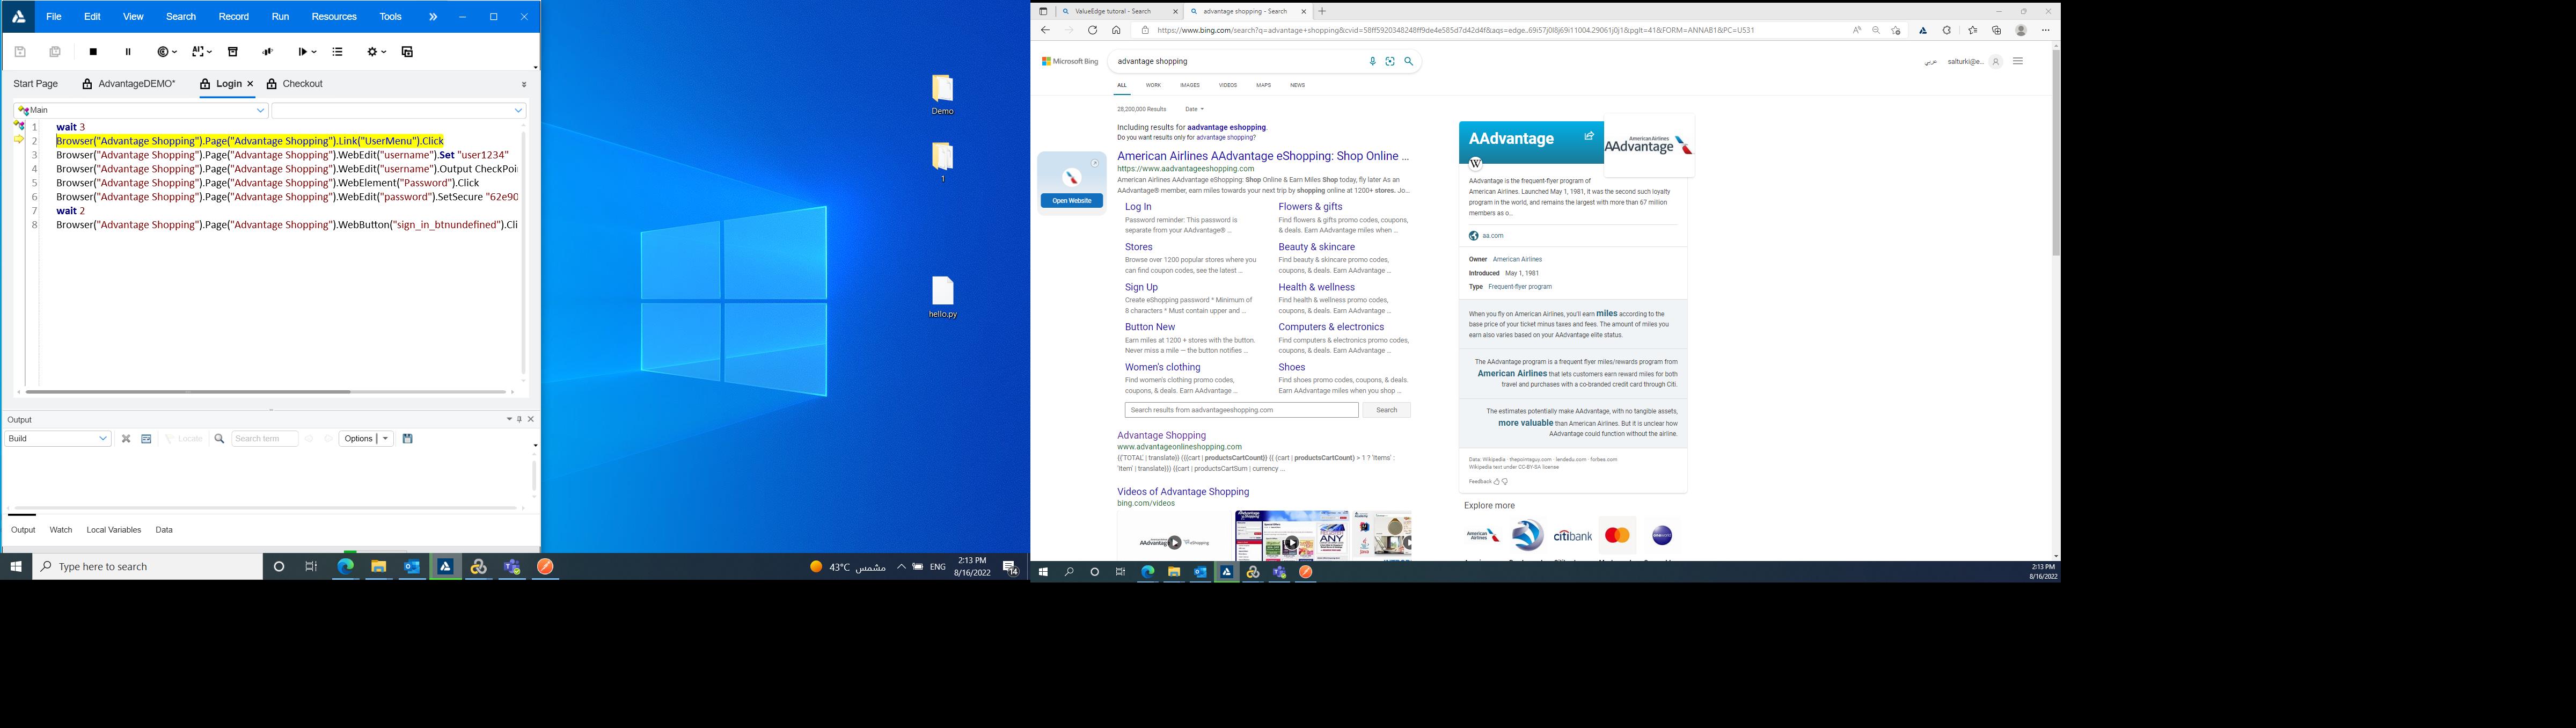 File Edit View Search Record Run Resources Tools
Start Page AdvantageDEMO* Login Checkout
Main
1 wait 3
2 Browser("Advantage Shopping").Page("Advantage Shopping").Link("UserMenu").Click
3 Browser("Advantage Shopping").Page("Advantage Shopping").WebEdit("username").Set "user1234"
4 Browser("Advantage Shopping").Page("Advantage Shopping").WebEdit("username").Output CheckPoi
5 Browser("Advantage Shopping").Page("Advantage Shopping").WebElement("Password").Click
6 Browser("Advantage Shopping").Page("Advantage Shopping").WebEdit("password").SetSecure "62e90
7 wait 2
8 Browser("Advantage Shopping").Page("Advantage Shopping").WebButton("sign_in_btnundefined").Cli
Output
Build Locate Search term Options
Output Watch Local Variables Data
Type here to search
43°C مشمس ENG
2:13 PM
8/16/2022
14
Demo
1
hello.py
ValueEdge tutoral - Search advantage shopping - Search
Microsoft Bing advantage shopping
عربي salturki@e...
ALL WORK IMAGES VIDEOS MAPS NEWS
28,200,000 Results Date
Including results for aadvantage eshopping.
Do you want results only for advantage shopping?
Open Website
American Airlines AAdvantage eShopping: Shop Online ...
https://www.aadvantageeshopping.com
American Airlines AAdvantage eShopping: Shop Online & Earn Miles Shop today, fly later As an
AAdvantage® member, earn miles towards your next trip by shopping online at 1200+ stores. Jo...
Log In
Password reminder: This password is
separate from your AAdvantage® ...
Flowers & gifts
Find flowers & gifts promo codes, coupons,
& deals. Earn AAdvantage miles when ...
Stores
Browse over 1200 popular stores where you
can find coupon codes, see the latest ...
Beauty & skincare
Find beauty & skincare promo codes,
coupons, & deals. Earn AAdvantage ...
Sign Up
Create eShopping password * Minimum of
8 characters * Must contain upper and ...
Health & wellness
Find health & wellness promo codes,
coupons, & deals. Earn AAdvantage ...
Button New
Earn miles at 1200 + stores with the button.
Never miss a mile — the button notifies ...
Computers & electronics
Find computers & electronics promo codes,
coupons, & deals. Earn AAdvantage ...
Women's clothing
Find women's clothing promo codes,
coupons, & deals. Earn AAdvantage ...
Shoes
Find shoes promo codes, coupons, & deals.
Earn AAdvantage miles when you shop ...
Search results from aadvantageeshopping.com Search
Advantage Shopping
www.advantageonlineshopping.com
{{'TOTAL' | translate}} {{(cart | productsCartCount)}} {{ (cart | productsCartCount) > 1 ? 'Items' :
'Item' | translate}}) {{cart | productsCartSum | currency ...
Videos of Advantage Shopping
bing.com/videos
AAdvantage
American Airlines
AAdvantage
W
AAdvantage is the frequent-flyer program of
American Airlines. Launched May 1, 1981, it was the second such loyalty
program in the world, and remains the largest with more than 67 million
members as o...
aa.com
Owner American Airlines
Introduced May 1, 1981
Type Frequent-flyer program
When you fly on American Airlines, you'll earn miles according to the
base price of your ticket minus taxes and fees. The amount of miles you
earn also varies based on your AAdvantage elite status.
The AAdvantage program is a frequent flyer miles/rewards program from
American Airlines that lets customers earn reward miles for both
travel and purchases with a co-branded credit card through Citi.
The estimates potentially make AAdvantage, with no tangible assets,
more valuable than American Airlines. But it is unclear how
AAdvantage could function without the airline.
Data: Wikipedia · thepointsguy.com · lendedu.com · forbes.com
Wikipedia text under CC-BY-SA license
Feedback
Explore more
citibank
2:13 PM
8/16/2022